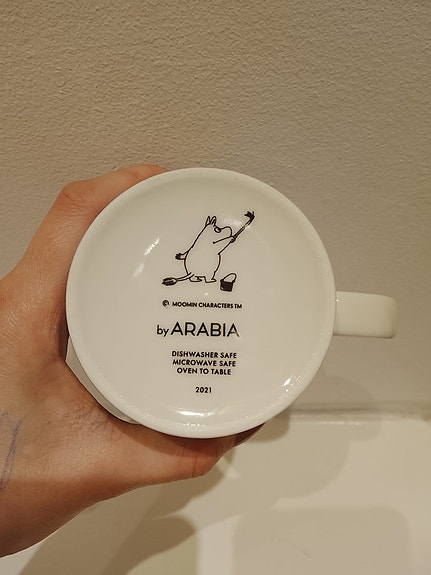 © MOOMIN CHARACTERS TM
by ARABIA
DISHWASHER SAFE
MICROWAVE SAFE
OVEN TO TABLE
2021